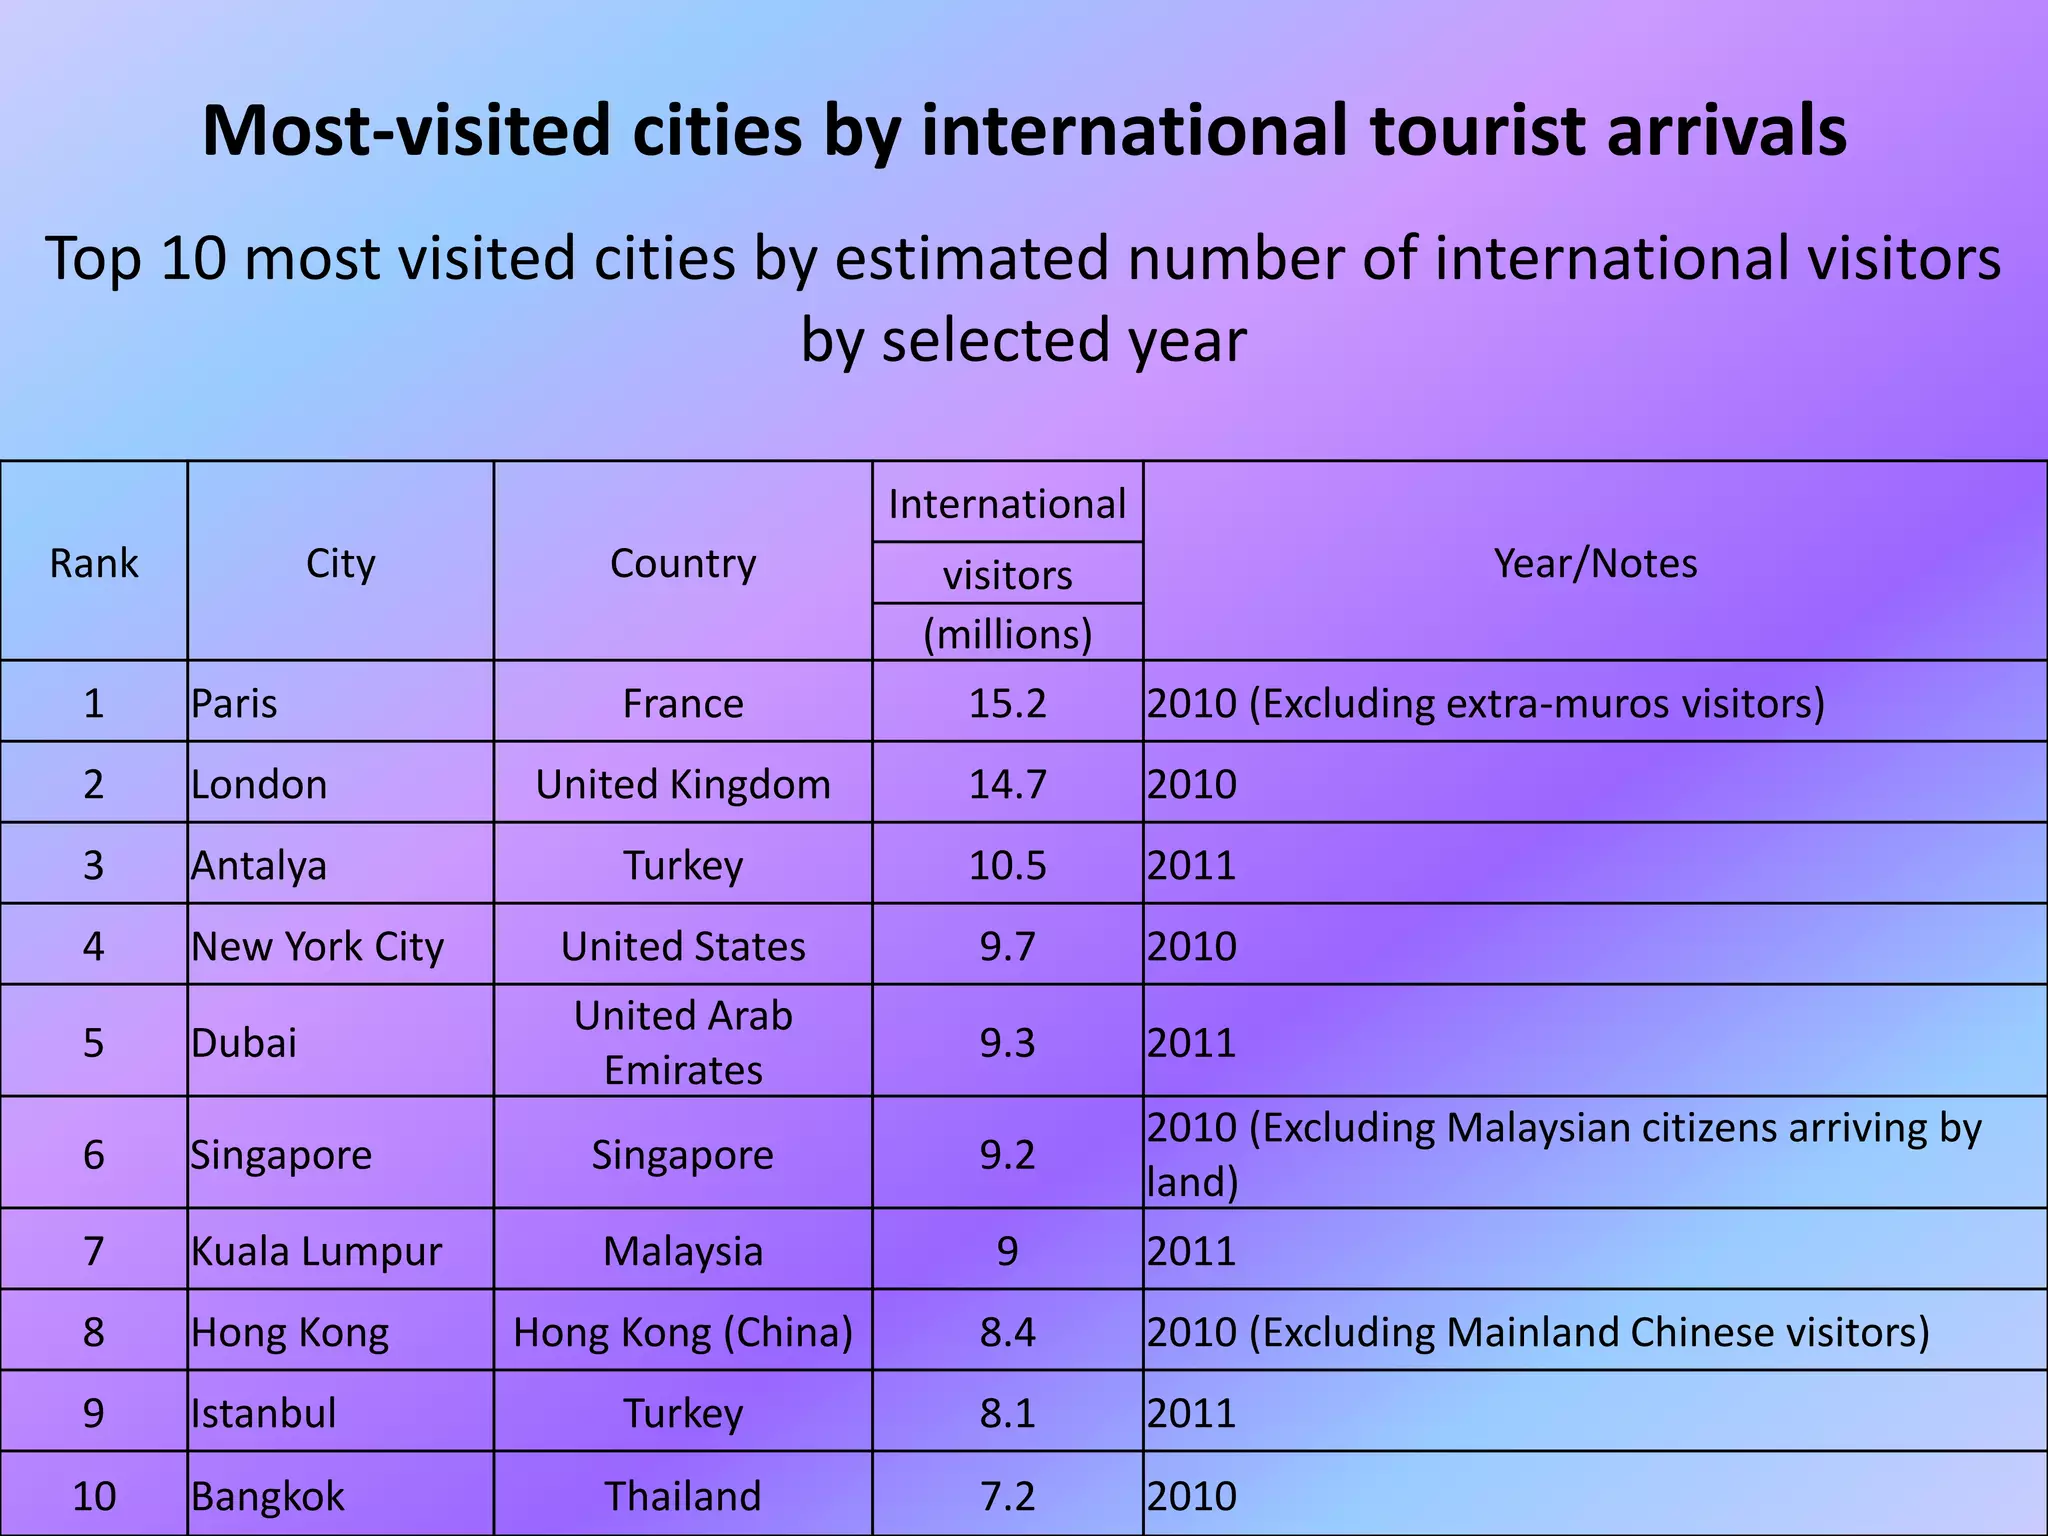 Most-visited cities by international tourist arrivals
Top 10 most visited cities by estimated number of international visitors
by selected year
Rank City Country International visitors (millions) Year/Notes
1 Paris France 15.2 2010 (Excluding extra-muros visitors)
2 London United Kingdom 14.7 2010
3 Antalya Turkey 10.5 2011
4 New York City United States 9.7 2010
5 Dubai United Arab Emirates 9.3 2011
6 Singapore Singapore 9.2 2010 (Excluding Malaysian citizens arriving by land)
7 Kuala Lumpur Malaysia 9 2011
8 Hong Kong Hong Kong (China) 8.4 2010 (Excluding Mainland Chinese visitors)
9 Istanbul Turkey 8.1 2011
10 Bangkok Thailand 7.2 2010